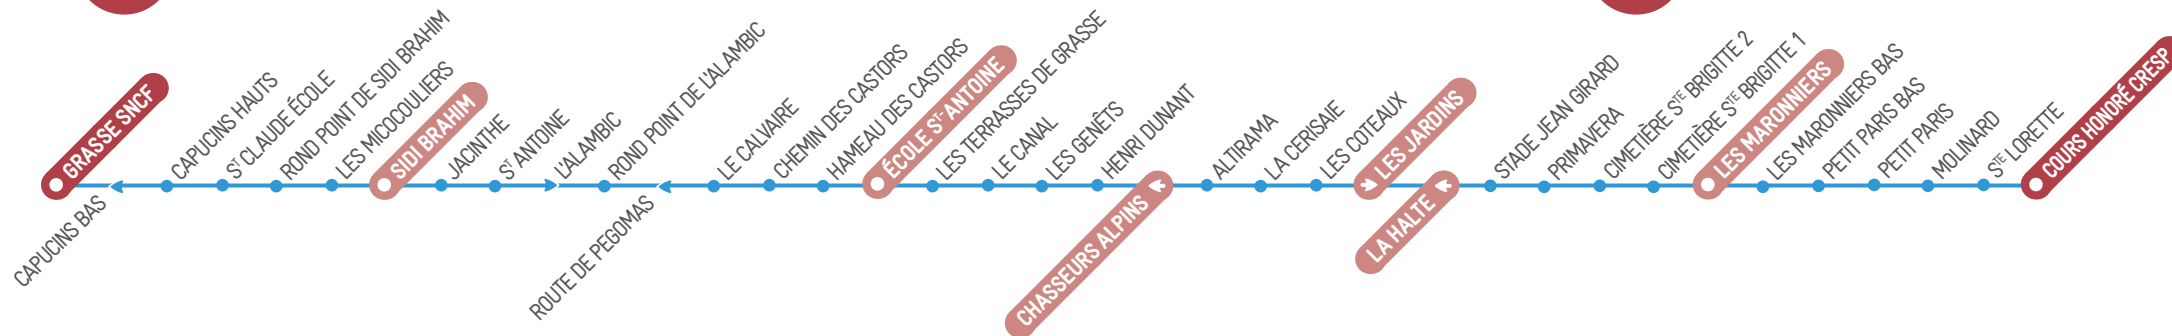 GRASSE SNCF
CAPUCINS BAS
CAPUCINS HAUTS
ST CLAUDE ÉCOLE
ROND POINT DE SIDI BRAHIM
LES MICOCOULIERS
SIDI BRAHIM
JACINTHE
ST ANTOINE
L'ALAMBIC
ROND POINT DE L'ALAMBIC
ROUTE DE PEGOMAS
LE CALVAIRE
CHEMIN DES CASTORS
HAMEAU DES CASTORS
ÉCOLE ST-ANTOINE
LES TERRASSES DE GRASSE
LE CANAL
LES GENÊTS
HENRI DUNANT
CHASSEURS ALPINS
ALTIRAMA
LA CERISAIE
LES COTEAUX
LES JARDINS
LA HALTE
STADE JEAN GIRARD
PRIMAVERA
CIMETIÈRE STE BRIGITTE 2
CIMETIÈRE STE BRIGITTE 1
LES MARONNIERS
LES MARONNIERS BAS
PETIT PARIS BAS
PETIT PARIS
MOLINARD
STE LORETTE
COURS HONORÉ CRESP